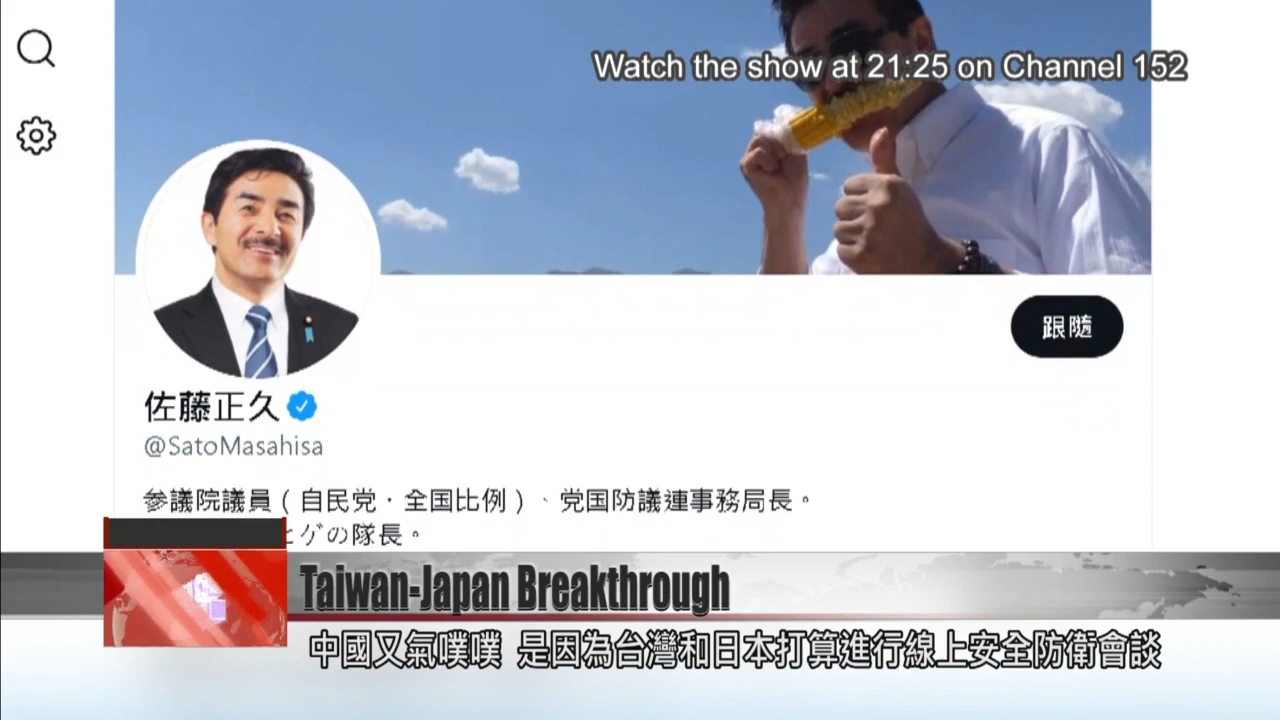 Watch the show at 21:25 on Channel 152
跟隨
佐藤正久
@SatoMasahisa
参議院議員（自民党・全国比例）、党国防議連事務局長。
ゲの隊長。
Taiwan-Japan Breakthrough
中國又氣噗噗 是因為台灣和日本打算進行線上安全防衛會談